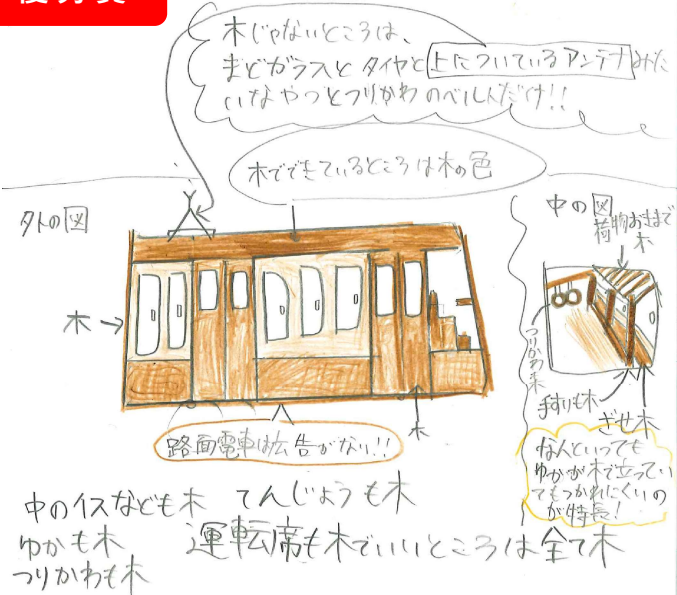 優秀賞
木じゃないところは、
まどガラスとタイヤと上についているアンテナみた
いなやつとつりかわのベルトだけ!!
木でできているところは木の色
外の図
木→
木
路面電車は広告がない!!
中の図
荷物おきまで
木
つりかわ木
手すりも木
ざせき木
なんといっても
ゆかが木で立ってい
てもつかれにくいの
が特長!
中のイスなども木 てんじょうも木
ゆかも木 運転席も木でいいところは全て木
つりかわも木